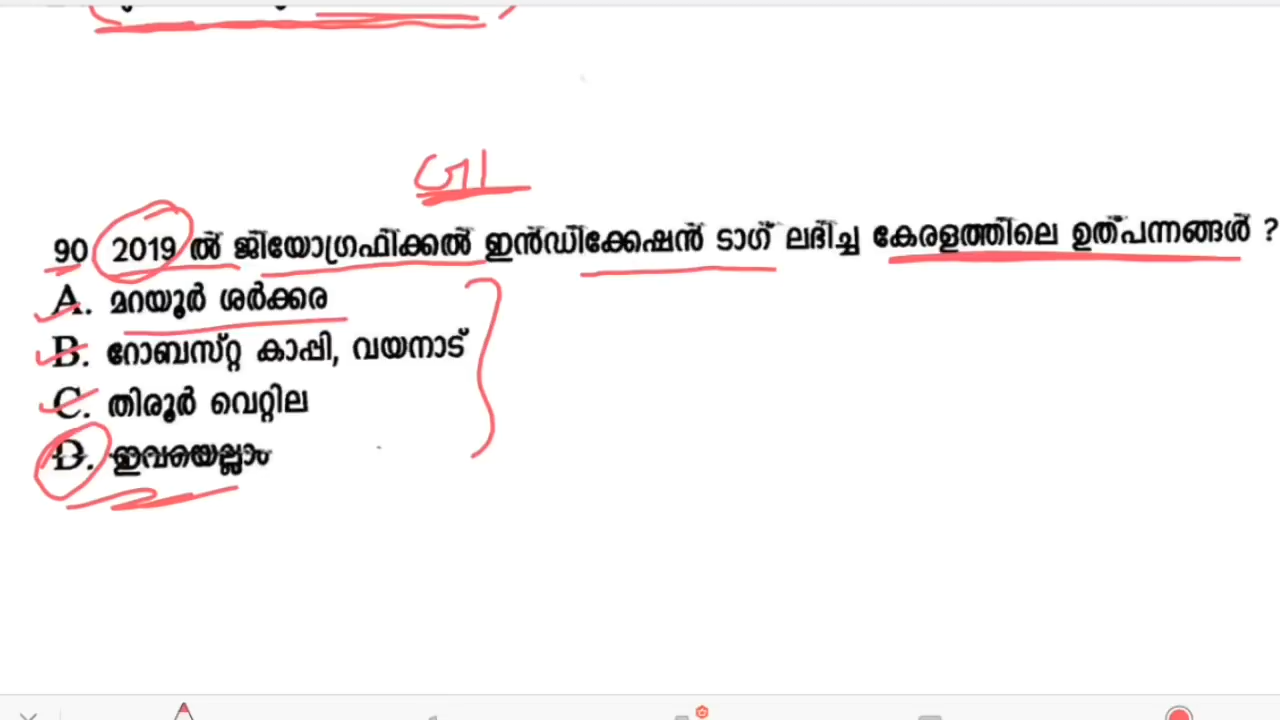 GI
90 2019 ൽ ജിയോഗ്രഫിക്കൽ ഇൻഡിക്കേഷൻ ടാഗ് ലഭിച്ച കേരളത്തിലെ ഉത്പന്നങ്ങൾ ?
A. മറയൂർ ശർക്കര
B. റോബസ്റ്റ കാപ്പി, വയനാട്
C. തിരൂർ വെറ്റില
D. ഇവയെല്ലാം